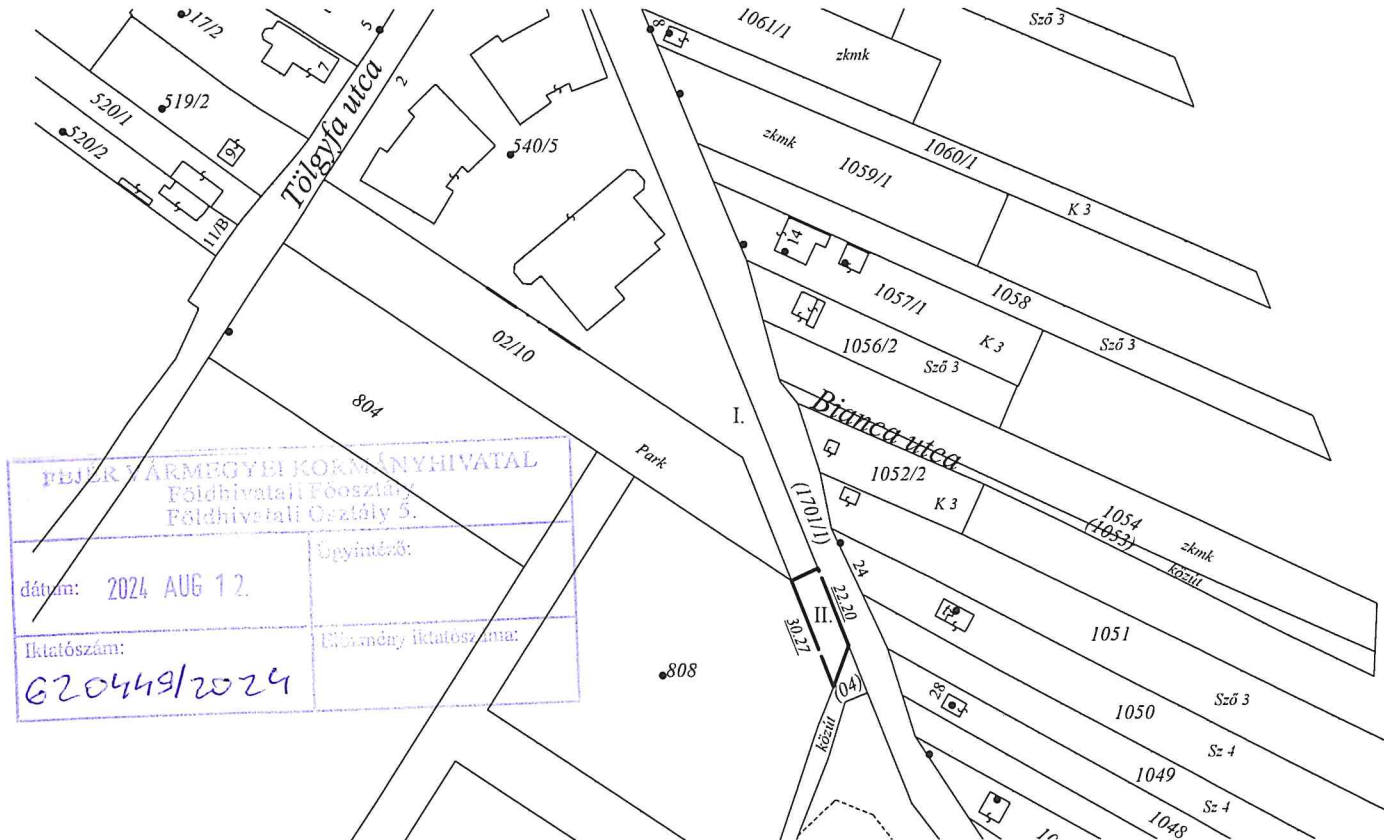 517/2
5
7
2
519/2
520/1
520/2
9
11/B
Tölgyfa utca
540/5
8
1061/1
zkmk
Sző 3
1060/1
zkmk
1059/1
K 3
14
1058
1057/1
K 3
Sző 3
1056/2
Sző 3
02/10
804
Park
I.
Bianca utca
1052/2
K 3
1054
(1053)
zkmk
közút
(1701/1)
24
22.20
II.
30.27
(04)
közút
808
1051
1050
Sző 3
28
1049
Sz 4
1048
Sz 4
FEJÉR VÁRMEGYEI KORMÁNYHIVATAL
Földhivatali Főosztály
Földhivatali Osztály 5.
Ügyintéző:
dátum: 2024 AUG 12.
Iktatószám:
Előzmény iktatószáma:
620449/2024